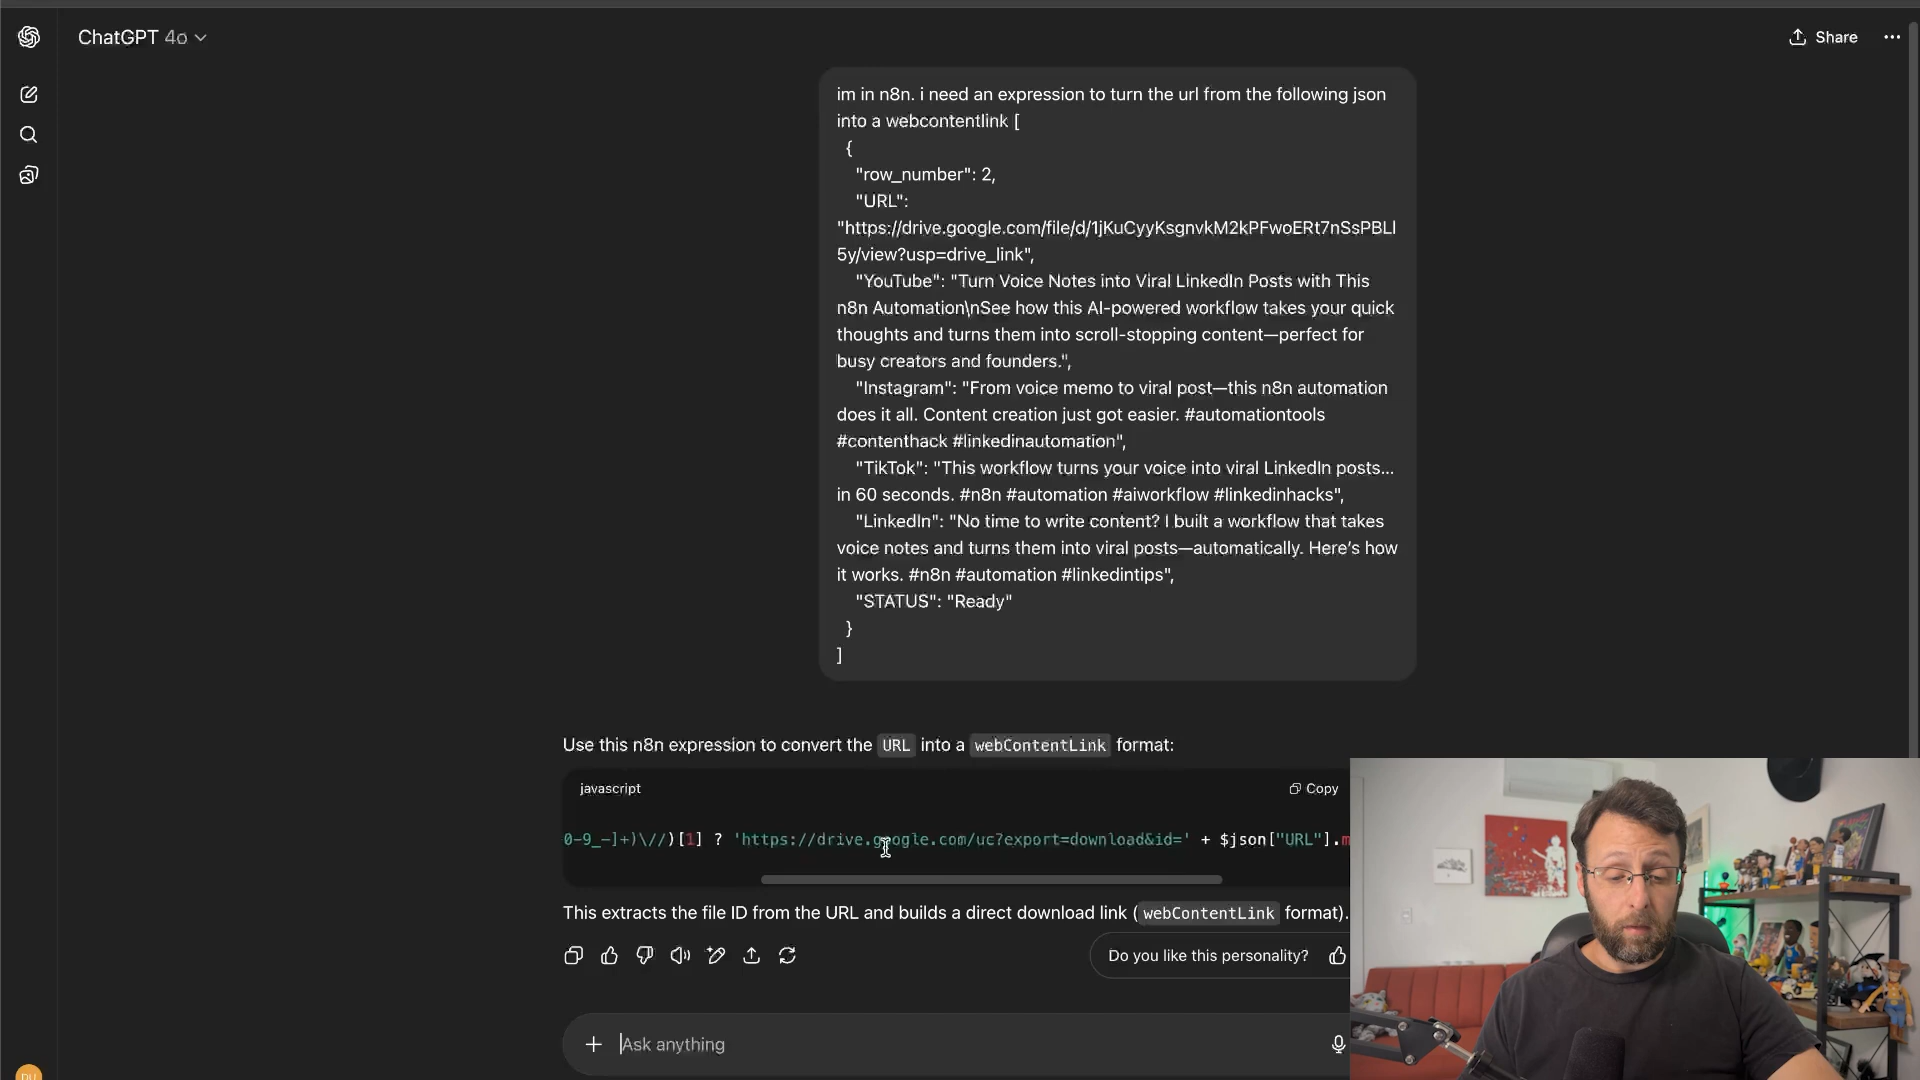 ChatGPT 4o
Share
im in n8n. i need an expression to turn the url from the following json
into a webcontentlink [
{
"row_number": 2,
"URL":
"https://drive.google.com/file/d/1jKuCyyKsgnvkM2kPFwoERt7nSsPBLl
5y/view?usp=drive_link",
"YouTube": "Turn Voice Notes into Viral LinkedIn Posts with This
n8n Automation\nSee how this AI-powered workflow takes your quick
thoughts and turns them into scroll-stopping content—perfect for
busy creators and founders.",
"Instagram": "From voice memo to viral post—this n8n automation
does it all. Content creation just got easier. #automationtools
#contenthack #linkedinautomation",
"TikTok": "This workflow turns your voice into viral LinkedIn posts…
in 60 seconds. #n8n #automation #aiworkflow #linkedinhacks",
"LinkedIn": "No time to write content? I built a workflow that takes
voice notes and turns them into viral posts—automatically. Here’s how
it works. #n8n #automation #linkedintips",
"STATUS": "Ready"
}
]
Use this n8n expression to convert the URL into a webContentLink format:
javascript
Copy
0-9_-]+)\//)[1] ? 'https://drive.google.com/uc?export=download&id=' + $json["URL"].m
This extracts the file ID from the URL and builds a direct download link (webContentLink format).
Do you like this personality?
Ask anything